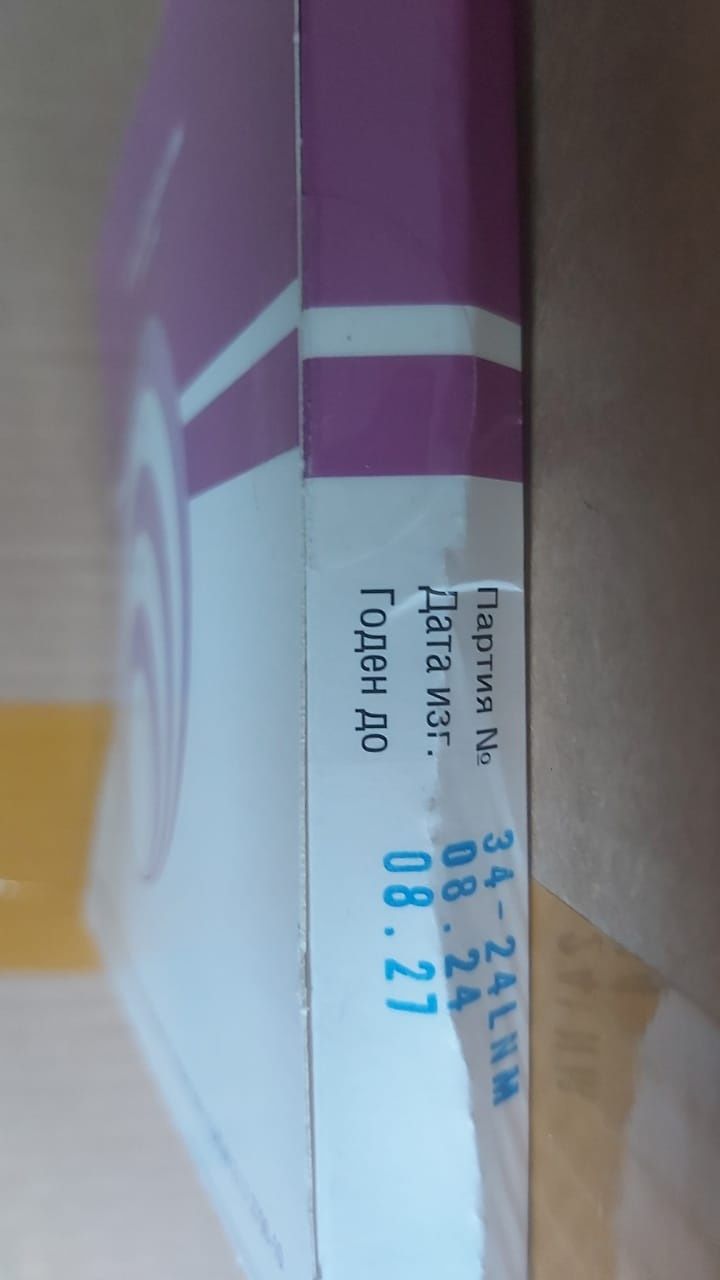 Партия № 34-24LNM
Дата изг. 08.24
Годен до 08.27